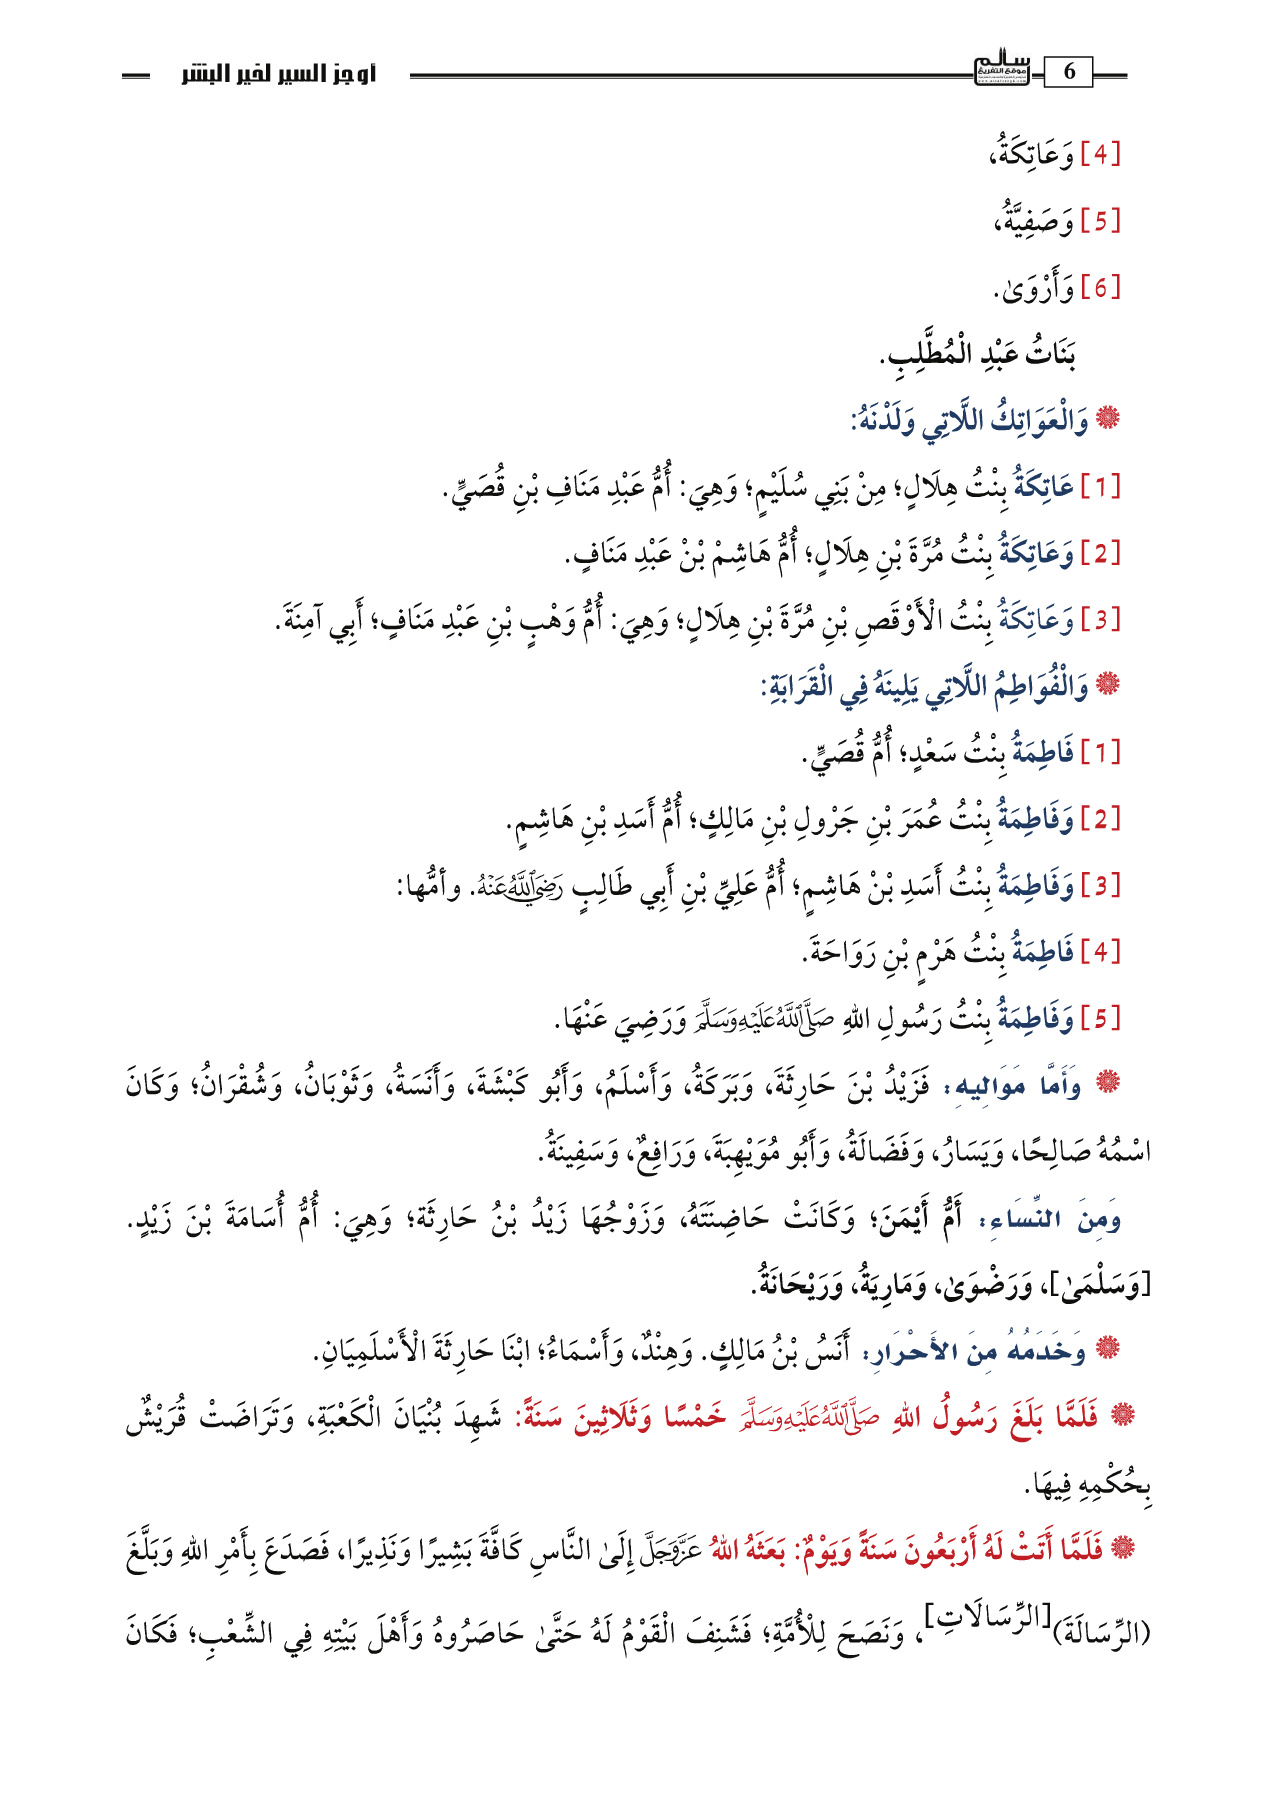 6
سالم
موقع التفريغ
أوجز السير لخير البشر
[4] وَعَاتِكَةُ،
[5] وَصَفِيَّةُ،
[6] وَأَرْوَىٰ.
بَنَاتُ عَبْدِ الْمُطَّلِبِ.
وَالْعَوَاتِكُ اللَّاتِي وَلَدْنَهُ:
[1] عَاتِكَةُ بِنْتُ هِلَالٍ؛ مِنْ بَنِي سُلَيْمٍ؛ وَهِيَ: أُمُّ عَبْدِ مَنَافِ بْنِ قُصَيٍّ.
[2] وَعَاتِكَةُ بِنْتُ مُرَّةَ بْنِ هِلَالٍ؛ أُمُّ هَاشِمْ بْنْ عَبْدِ مَنَافٍ.
[3] وَعَاتِكَةُ بِنْتُ الْأَوْقَصِ بْنِ مُرَّةَ بْنِ هِلَالٍ؛ وَهِيَ: أُمُّ وَهْبٍ بْنِ عَبْدِ مَنَافٍ؛ أَبِي آمِنَةَ.
وَالْفُوَاطِمُ اللَّاتِي يَلِينَهُ فِي الْقَرَابَةِ:
[1] فَاطِمَةُ بِنْتُ سَعْدٍ؛ أُمُّ قُصَيٍّ.
[2] وَفَاطِمَةُ بِنْتُ عُمَرَ بْنِ جَرْولِ بْنِ مَالِكٍ؛ أُمُّ أَسَدِ بْنِ هَاشِمٍ.
[3] وَفَاطِمَةُ بِنْتُ أَسَدِ بْنْ هَاشِمٍ؛ أُمُّ عَلِيِّ بْنِ أَبِي طَالِبٍ رَضِيَ اللَّهُ عَنْهُ. وأمُّها:
[4] فَاطِمَةُ بِنْتُ هَرْمٍ بْنِ رَوَاحَةَ.
[5] وَفَاطِمَةُ بِنْتُ رَسُولِ اللهِ صَلَّى اللَّهُ عَلَيْهِ وَسَلَّمَ وَرَضِيَ عَنْهَا.
وَأَمَّا مَوَالِيهِ: فَزَيْدُ بْنَ حَارِثَةَ، وَبَرَكَةُ، وَأَسْلَمُ، وَأَبُو كَبْشَةَ، وَأَنَسَةُ، وَثَوْبَانُ، وَشُقْرَانُ؛ وَكَانَ
اسْمُهُ صَالِحًا، وَيَسَارُ، وَفَضَالَةُ، وَأَبُو مُوَيْهِبَةَ، وَرَافِعٌ، وَسَفِينَةُ.
وَمِنَ النِّسَاءِ: أَمُّ أَيْمَنَ؛ وَكَانَتْ حَاضِنَتَهُ، وَزَوْجُهَا زَيْدُ بْنُ حَارِثَة؛ وَهِيَ: أُمُّ أُسَامَةَ بْنَ زَيْدٍ.
[وَسَلْمَىٰ]، وَرَضْوَىٰ، وَمَارِيَةُ، وَرَيْحَانَةُ.
وَخَدَمُهُ مِنَ الأَحْرَارِ: أَنَسُ بْنُ مَالِكٍ. وَهِنْدٌ، وَأَسْمَاءُ؛ ابْنَا حَارِثَةَ الْأَسْلَمِيَانِ.
فَلَمَّا بَلَغَ رَسُولُ اللهِ صَلَّى اللَّهُ عَلَيْهِ وَسَلَّمَ خَمْسًا وَثَلَاثِينَ سَنَةً: شَهِدَ بُنْيَانَ الْكَعْبَةِ، وَتَرَاضَتْ قُرَيْشٌ
بِحُكْمِهِ فِيهَا.
فَلَمَّا أَتَتْ لَهُ أَرْبَعُونَ سَنَةً وَيَوْمٌ: بَعَثَهُ اللهُ عَزَّ وَجَلَّ إِلَىٰ النَّاسِ كَافَّةَ بَشِيرًا وَنَذِيرًا، فَصَدَعَ بِأَمْرِ اللهِ وَبَلَّغَ
(الرِّسَالَةَ)[الرِّسَالَاتِ]، وَنَصَحَ لِلْأُمَّةِ؛ فَشَنِفَ الْقَوْمُ لَهُ حَتَّىٰ حَاصَرُوهُ وَأَهْلَ بَيْتِهِ فِي الشِّعْبِ؛ فَكَانَ